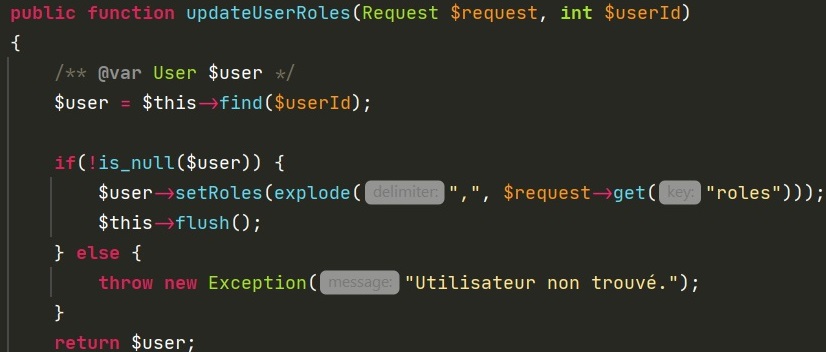 public function updateUserRoles(Request $request, int $userId)
{
/** @var User $user */
$user = $this→find($userId);
if(!is_null($user)) {
$user→setRoles(explode( delimiter: ",", $request→get( key: "roles")));
$this→flush();
} else {
throw new Exception( message: "Utilisateur non trouvé.");
}
return $user;